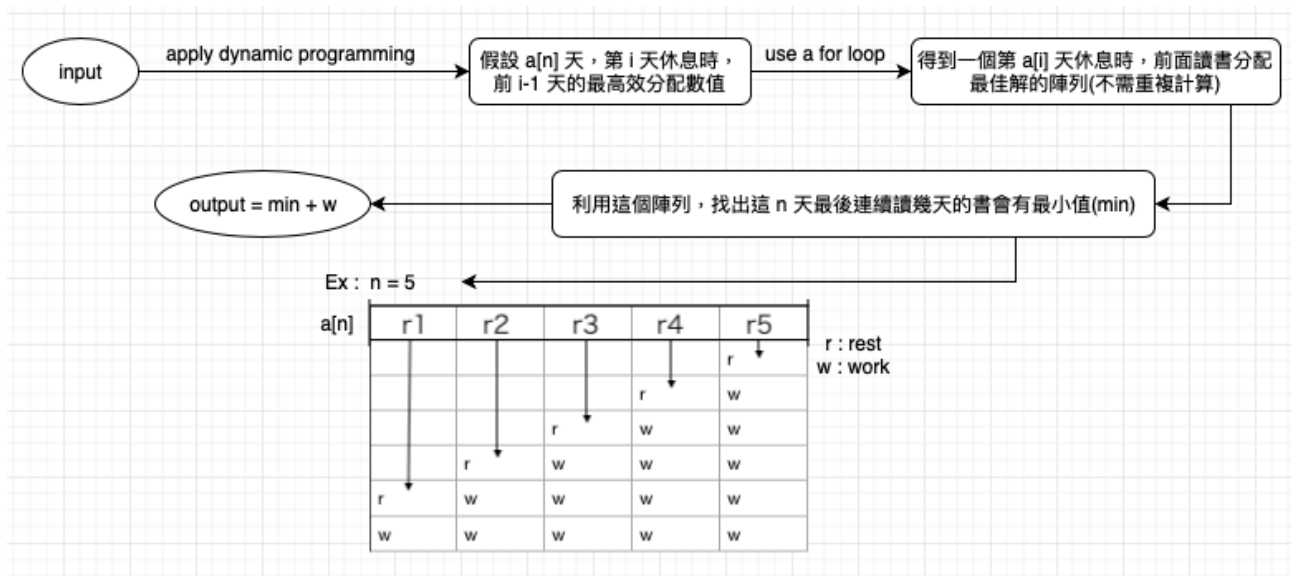 input
apply dynamic programming
假設 a[n] 天，第 i 天休息時，
前 i-1 天的最高效分配數值
use a for loop
得到一個第 a[i] 天休息時，前面讀書分配
最佳解的陣列(不需重複計算)
利用這個陣列，找出這 n 天最後連續讀幾天的書會有最小值(min)
output = min + w
Ex : n = 5
a[n] r1 r2 r3 r4 r5
r : rest
w : work
r
r w
r w w
r w w w
r w w w w
w w w w w